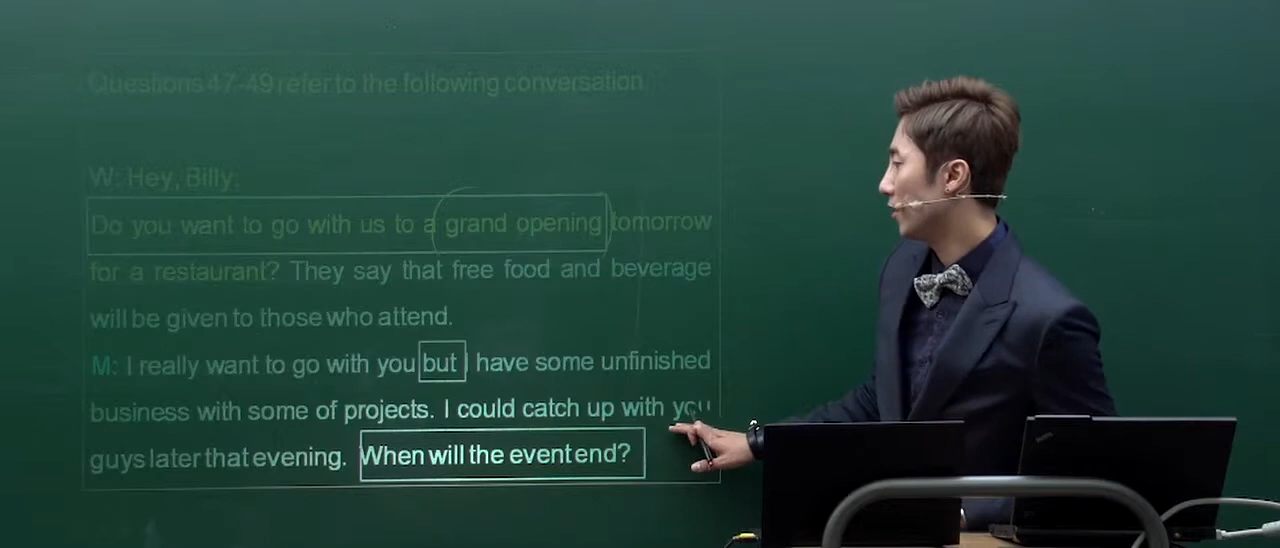 Questions 47-49 refer to the following conversation.
W: Hey, Billy.
Do you want to go with us to a grand opening tomorrow
for a restaurant? They say that free food and beverage
will be given to those who attend.
M: I really want to go with you but I have some unfinished
business with some of projects. I could catch up with you
guys later that evening. When will the event end?